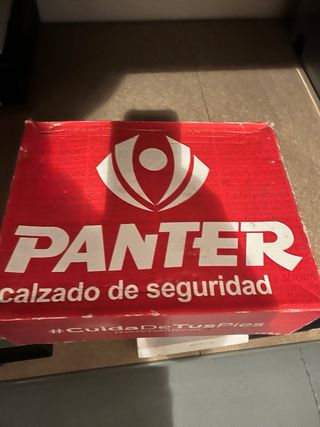 PANTER
calzado de seguridad
#CuidaDeTusPies